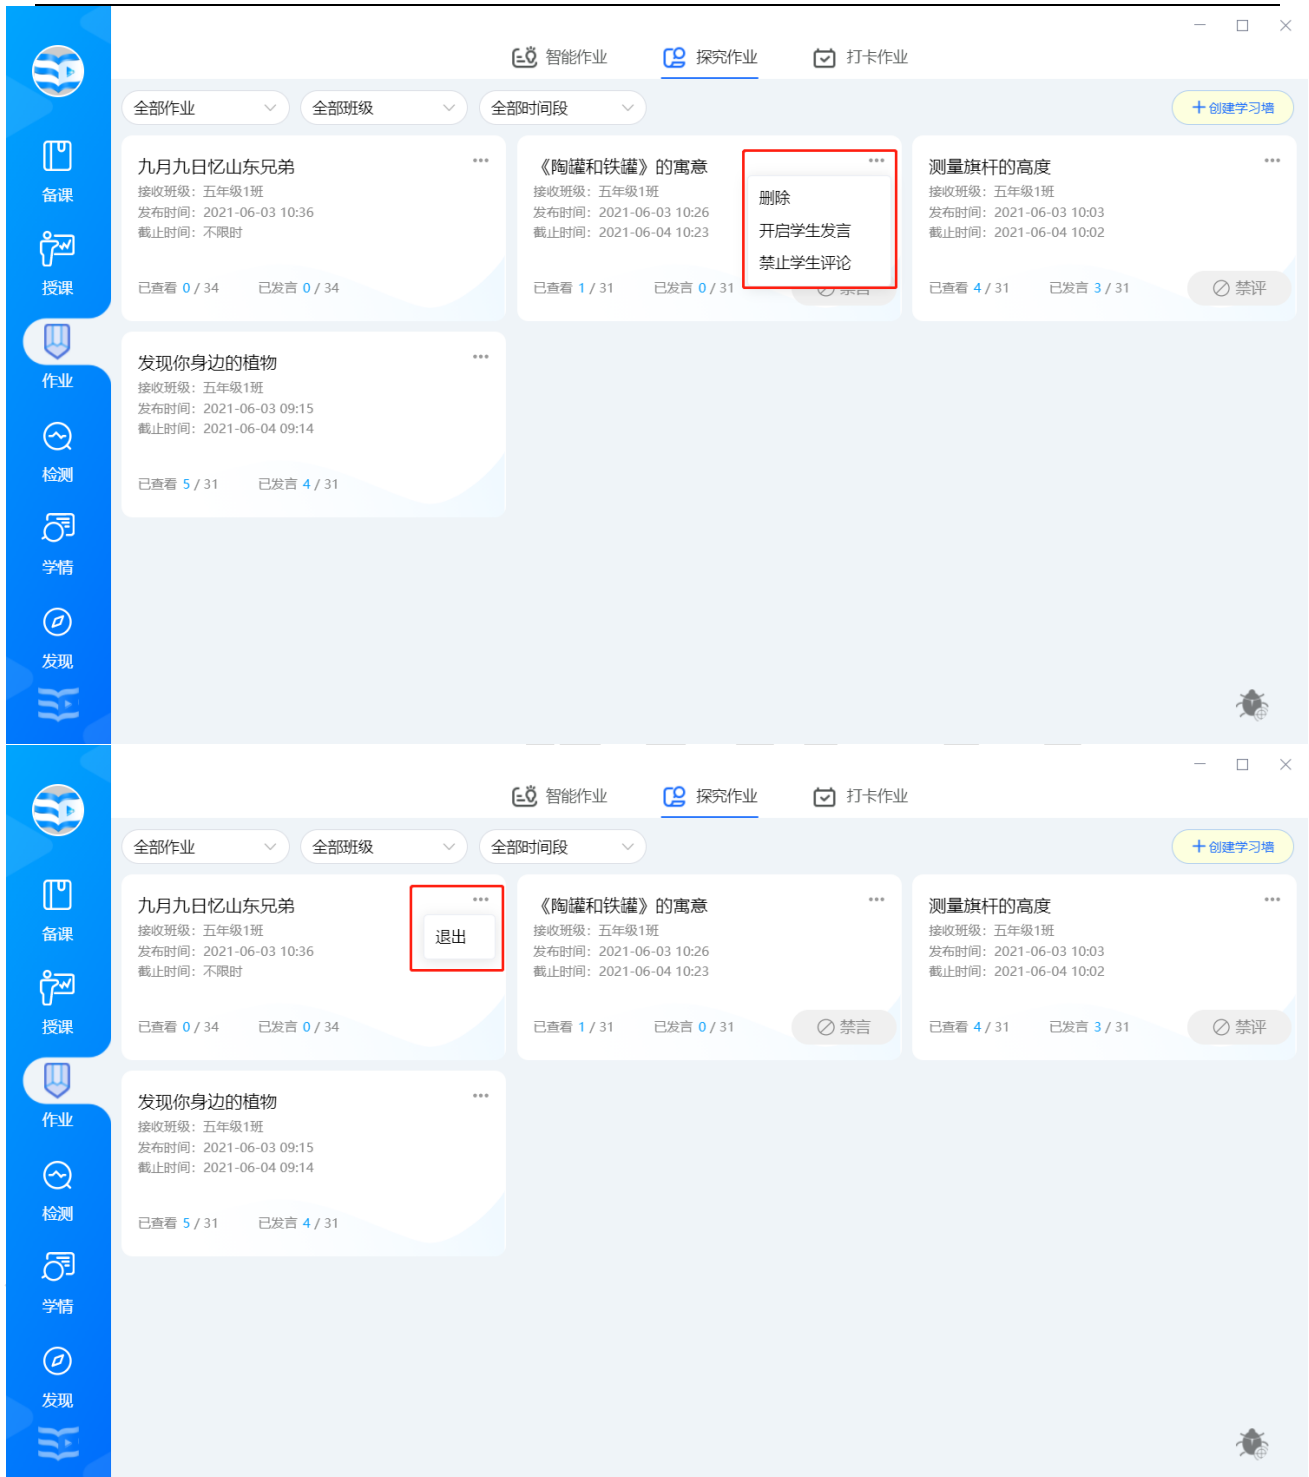 智能作业
探究作业
打卡作业
全部作业
全部班级
全部时间段
+创建学习墙
备课
授课
作业
检测
学情
发现
九月九日忆山东兄弟
接收班级：五年级1班
发布时间：2021-06-03 10:36
截止时间：不限时
已查看 0 / 34 已发言 0 / 34
《陶罐和铁罐》的寓意
接收班级：五年级1班
发布时间：2021-06-03 10:26
截止时间：2021-06-04 10:23
已查看 1 / 31 已发言 0 / 31
禁言
删除
开启学生发言
禁止学生评论
测量旗杆的高度
接收班级：五年级1班
发布时间：2021-06-03 10:03
截止时间：2021-06-04 10:02
已查看 4 / 31 已发言 3 / 31
禁评
发现你身边的植物
接收班级：五年级1班
发布时间：2021-06-03 09:15
截止时间：2021-06-04 09:14
已查看 5 / 31 已发言 4 / 31
智能作业
探究作业
打卡作业
全部作业
全部班级
全部时间段
+创建学习墙
备课
授课
作业
检测
学情
发现
九月九日忆山东兄弟
接收班级：五年级1班
发布时间：2021-06-03 10:36
截止时间：不限时
已查看 0 / 34 已发言 0 / 34
退出
《陶罐和铁罐》的寓意
接收班级：五年级1班
发布时间：2021-06-03 10:26
截止时间：2021-06-04 10:23
已查看 1 / 31 已发言 0 / 31
禁言
测量旗杆的高度
接收班级：五年级1班
发布时间：2021-06-03 10:03
截止时间：2021-06-04 10:02
已查看 4 / 31 已发言 3 / 31
禁评
发现你身边的植物
接收班级：五年级1班
发布时间：2021-06-03 09:15
截止时间：2021-06-04 09:14
已查看 5 / 31 已发言 4 / 31